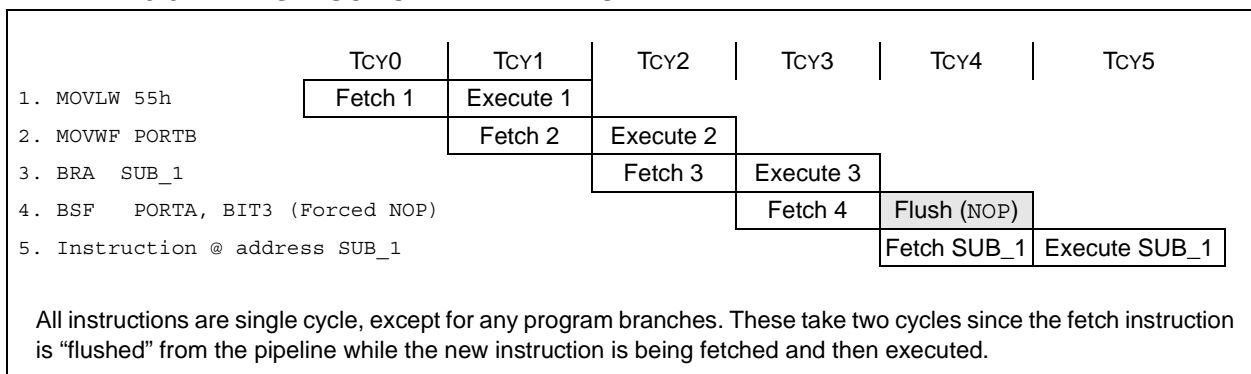 TCY0 TCY1 TCY2 TCY3 TCY4 TCY5
1. MOVLW 55h Fetch 1 Execute 1
2. MOVWF PORTB Fetch 2 Execute 2
3. BRA SUB_1 Fetch 3 Execute 3
4. BSF PORTA, BIT3 (Forced NOP) Fetch 4 Flush (NOP)
5. Instruction @ address SUB_1 Fetch SUB_1 Execute SUB_1
All instructions are single cycle, except for any program branches. These take two cycles since the fetch instruction
is “flushed” from the pipeline while the new instruction is being fetched and then executed.